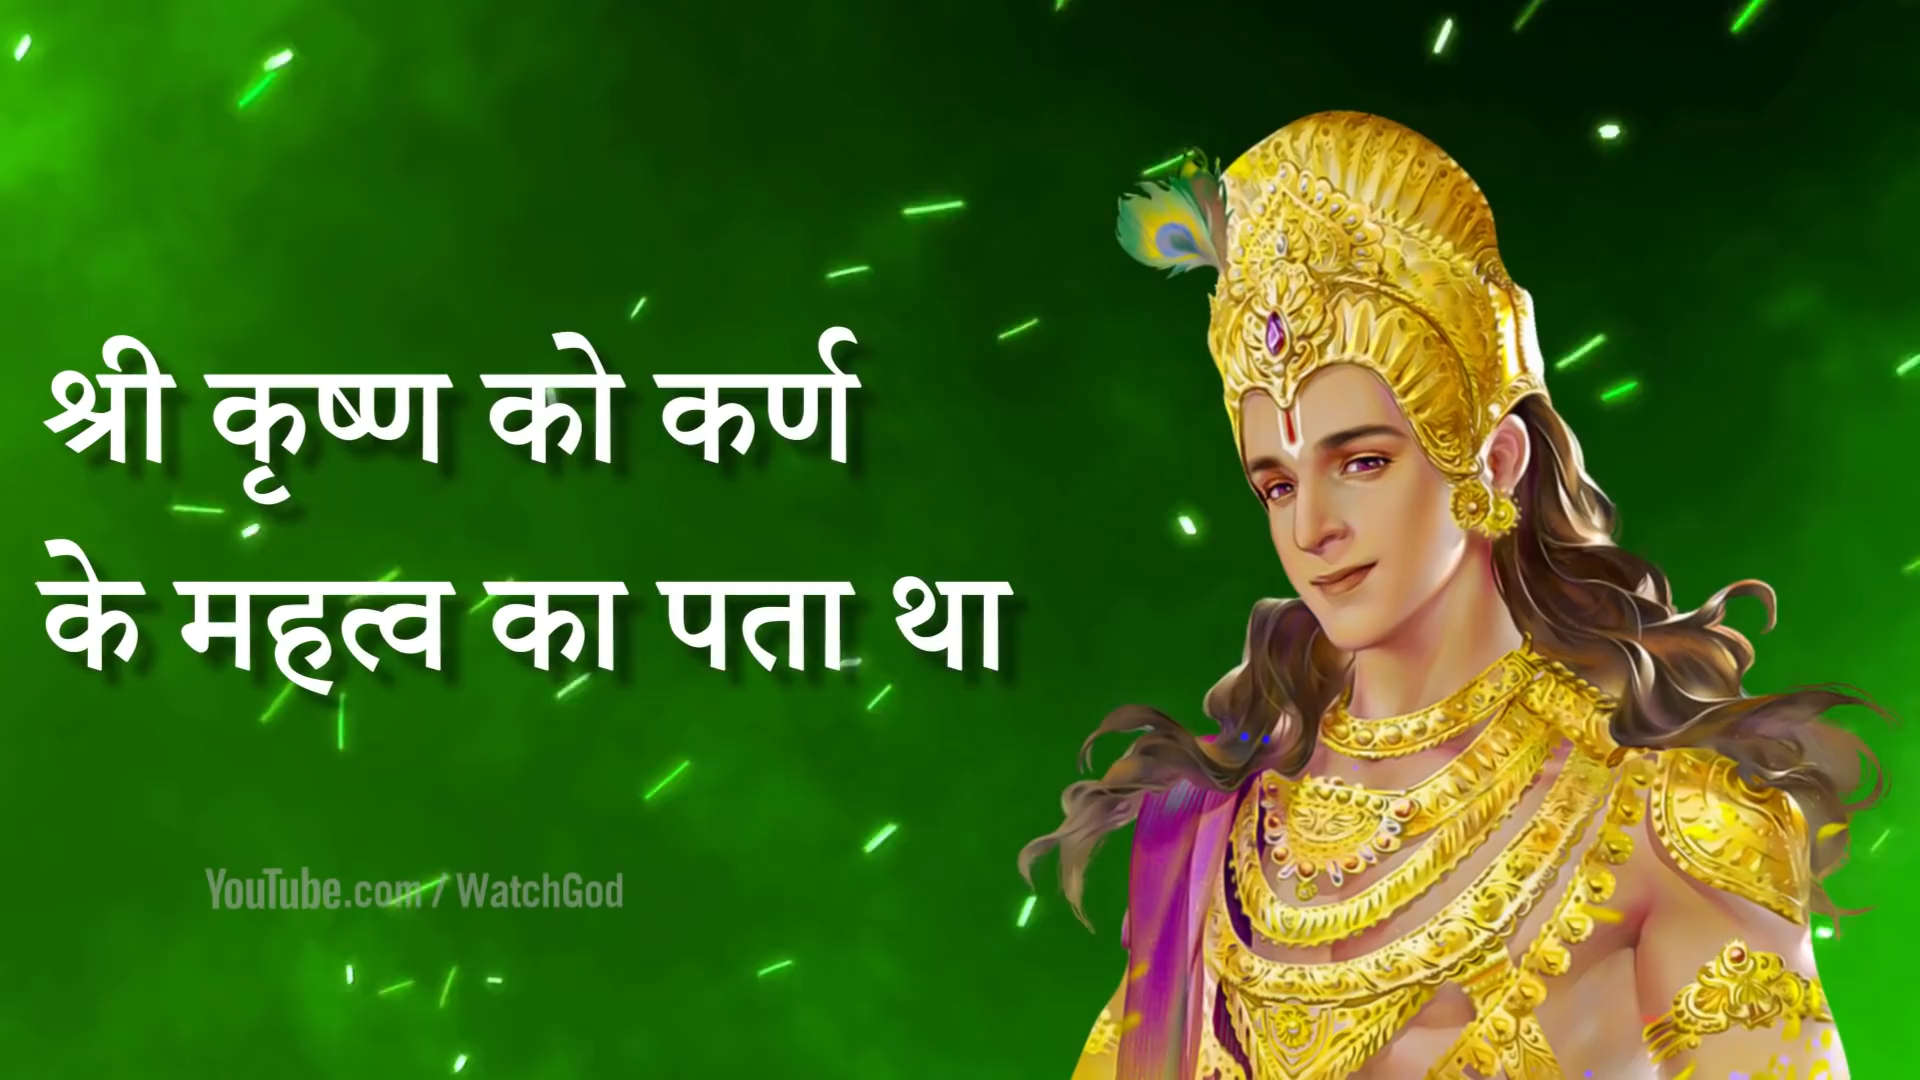 श्री कृष्ण को कर्ण
के महत्व का पता था
YouTube.com / WatchGod